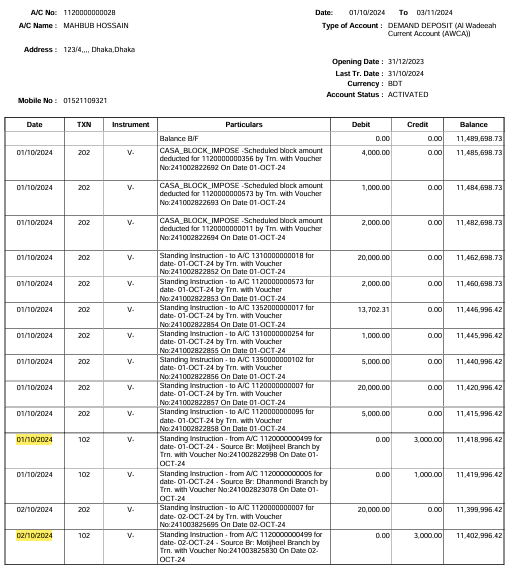 A/C No: 1120000000028 Date: 01/10/2024 To 03/11/2024
A/C Name : MAHBUB HOSSAIN Type of Account : DEMAND DEPOSIT (Al Wadeeah
Current Account (AWCA))
Address : 123/4,,,, Dhaka,Dhaka
Opening Date : 31/12/2023
Last Tr. Date : 31/10/2024
Currency : BDT
Account Status : ACTIVATED
Mobile No : 01521109321
Date TXN Instrument Particulars Debit Credit Balance
Balance B/F 0.00 0.00 11,489,698.73
01/10/2024 202 V- CASA_BLOCK_IMPOSE -Scheduled block amount 4,000.00 0.00 11,485,698.73
deducted for 1120000000356 by Trn. with Voucher
No:241002822692 On Date 01-OCT-24
01/10/2024 202 V- CASA_BLOCK_IMPOSE -Scheduled block amount 1,000.00 0.00 11,484,698.73
deducted for 1120000000573 by Trn. with Voucher
No:241002822693 On Date 01-OCT-24
01/10/2024 202 V- CASA_BLOCK_IMPOSE -Scheduled block amount 2,000.00 0.00 11,482,698.73
deducted for 1120000000011 by Trn. with Voucher
No:241002822694 On Date 01-OCT-24
01/10/2024 202 V- Standing Instruction - to A/C 1310000000018 for 20,000.00 0.00 11,462,698.73
date- 01-OCT-24 by Trn. with Voucher
No:241002822852 On Date 01-OCT-24
01/10/2024 202 V- Standing Instruction - to A/C 1120000000573 for 2,000.00 0.00 11,460,698.73
date- 01-OCT-24 by Trn. with Voucher
No:241002822853 On Date 01-OCT-24
01/10/2024 202 V- Standing Instruction - to A/C 1352000000017 for 13,702.31 0.00 11,446,996.42
date- 01-OCT-24 by Trn. with Voucher
No:241002822854 On Date 01-OCT-24
01/10/2024 202 V- Standing Instruction - to A/C 1310000000254 for 1,000.00 0.00 11,445,996.42
date- 01-OCT-24 by Trn. with Voucher
No:241002822855 On Date 01-OCT-24
01/10/2024 202 V- Standing Instruction - to A/C 1350000000102 for 5,000.00 0.00 11,440,996.42
date- 01-OCT-24 by Trn. with Voucher
No:241002822856 On Date 01-OCT-24
01/10/2024 202 V- Standing Instruction - to A/C 1120000000007 for 20,000.00 0.00 11,420,996.42
date- 01-OCT-24 by Trn. with Voucher
No:241002822857 On Date 01-OCT-24
01/10/2024 202 V- Standing Instruction - to A/C 1120000000095 for 5,000.00 0.00 11,415,996.42
date- 01-OCT-24 by Trn. with Voucher
No:241002822858 On Date 01-OCT-24
01/10/2024 102 V- Standing Instruction - from A/C 1120000000499 for 0.00 3,000.00 11,418,996.42
date- 01-OCT-24 - Source Br: Motijheel Branch by
Trn. with Voucher No:241002822998 On Date 01-
OCT-24
01/10/2024 102 V- Standing Instruction - from A/C 1120000000005 for 0.00 1,000.00 11,419,996.42
date- 01-OCT-24 - Source Br: Dhanmondi Branch by
Trn. with Voucher No:241002823078 On Date 01-
OCT-24
02/10/2024 202 V- Standing Instruction - to A/C 1120000000007 for 20,000.00 0.00 11,399,996.42
date- 02-OCT-24 by Trn. with Voucher
No:241003825695 On Date 02-OCT-24
02/10/2024 102 V- Standing Instruction - from A/C 1120000000499 for 0.00 3,000.00 11,402,996.42
date- 02-OCT-24 - Source Br: Motijheel Branch by
Trn. with Voucher No:241003825830 On Date 02-
OCT-24